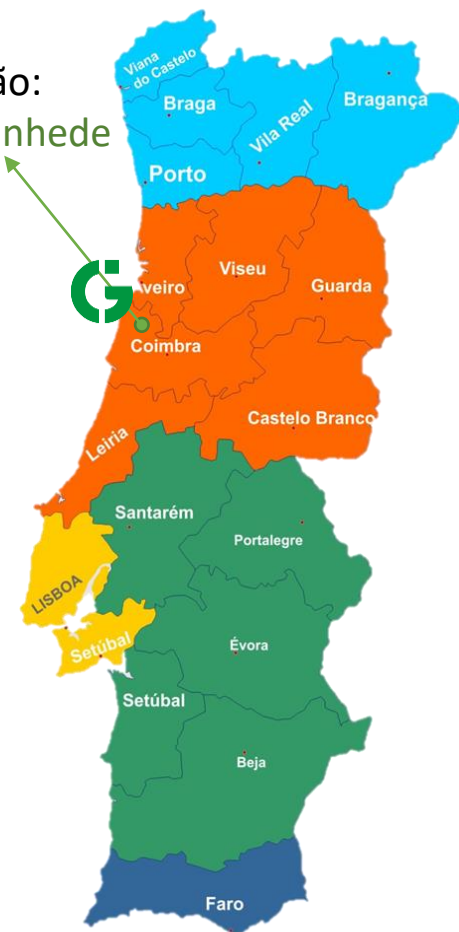 ão:
nhede
Viana
do Castelo
Braga
Vila Real
Bragança
Porto
Viseu
Guarda
veiro
Coimbra
Castelo Branco
Leiria
Santarém
Portalegre
LISBOA
Setúbal
Évora
Setúbal
Beja
Faro